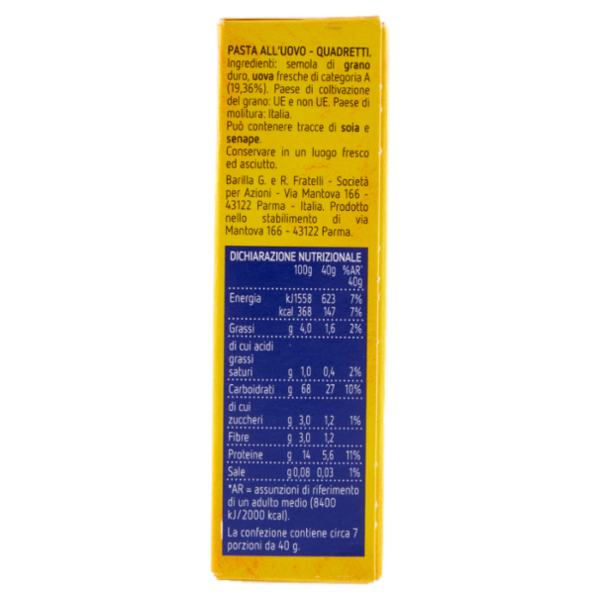 PASTA ALL'UOVO - QUADRETTI.
Ingredienti: semola di grano
duro, uova fresche di categoria A
(19,36%). Paese di coltivazione
del grano: UE e non UE. Paese di
molitura: Italia.
Può contenere tracce di soia e
senape.
Conservare in un luogo fresco
ed asciutto.
Barilla G. e R. Fratelli - Società
per Azioni - Via Mantova 166 -
43122 Parma - Italia. Prodotto
nello stabilimento di via
Mantova 166 - 43122 Parma.
DICHIARAZIONE NUTRIZIONALE
100g 40g %AR*
40g
Energia kJ1558 623 7%
kcal 368 147 7%
Grassi g 4,0 1,6 2%
di cui acidi
grassi
saturi g 1,0 0,4 2%
Carboidrati g 68 27 10%
di cui
zuccheri g 3,0 1,2 1%
Fibre g 3,0 1,2
Proteine g 14 5,6 11%
Sale g0,08 0,03 1%
*AR = assunzioni di riferimento
di un adulto medio (8400
kJ/2000 kcal).
La confezione contiene circa 7
porzioni da 40 g.